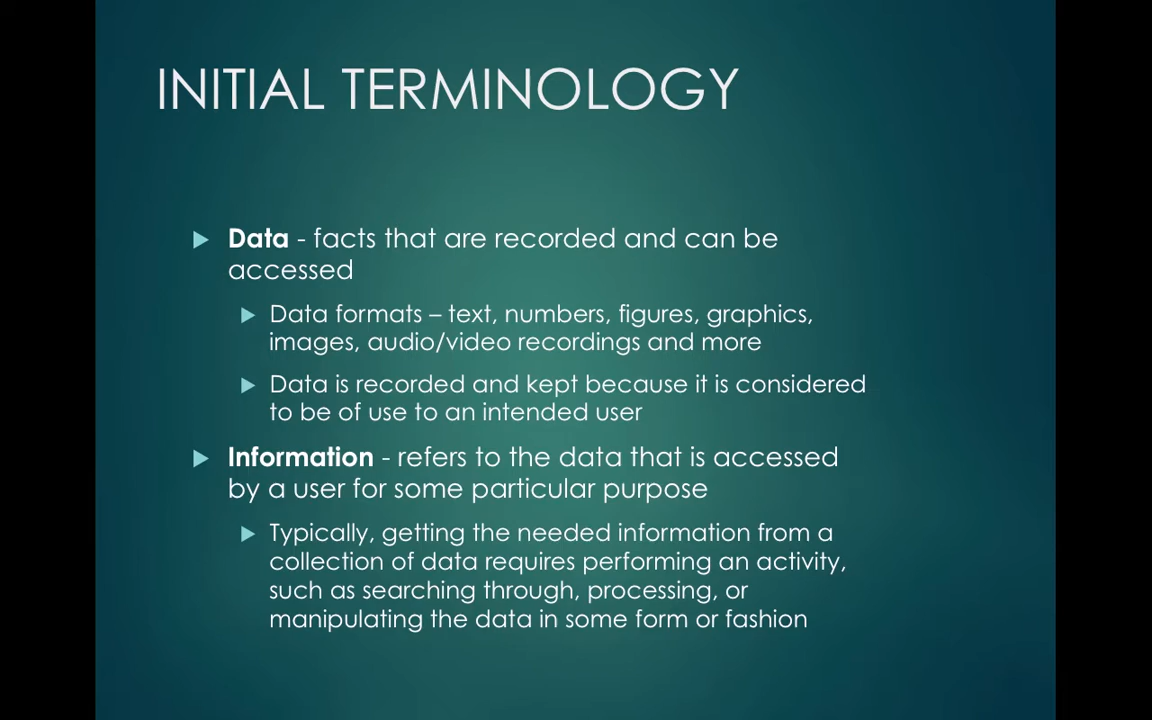 INITIAL TERMINOLOGY
Data - facts that are recorded and can be
accessed
Data formats – text, numbers, figures, graphics,
images, audio/video recordings and more
Data is recorded and kept because it is considered
to be of use to an intended user
Information - refers to the data that is accessed
by a user for some particular purpose
Typically, getting the needed information from a
collection of data requires performing an activity,
such as searching through, processing, or
manipulating the data in some form or fashion